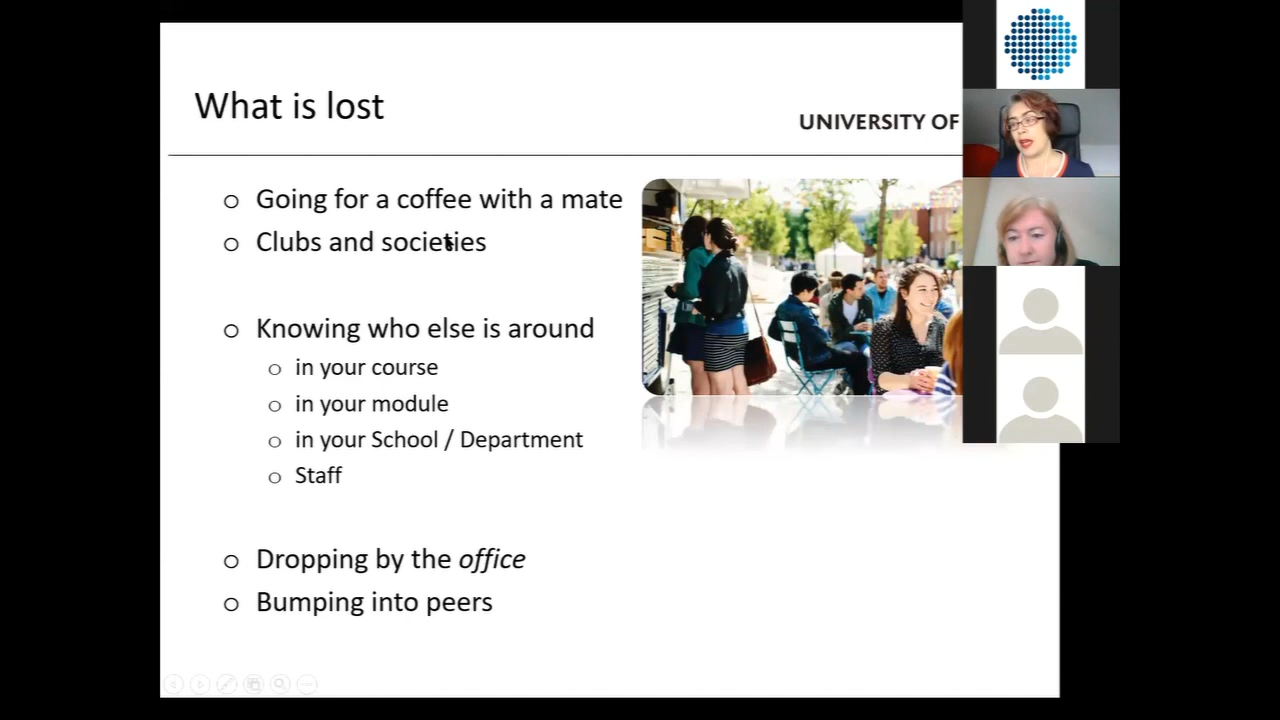 What is lost
UNIVERSITY OF
○ Going for a coffee with a mate
○ Clubs and societies
○ Knowing who else is around
○ in your course
○ in your module
○ in your School / Department
○ Staff
○ Dropping by the office
○ Bumping into peers